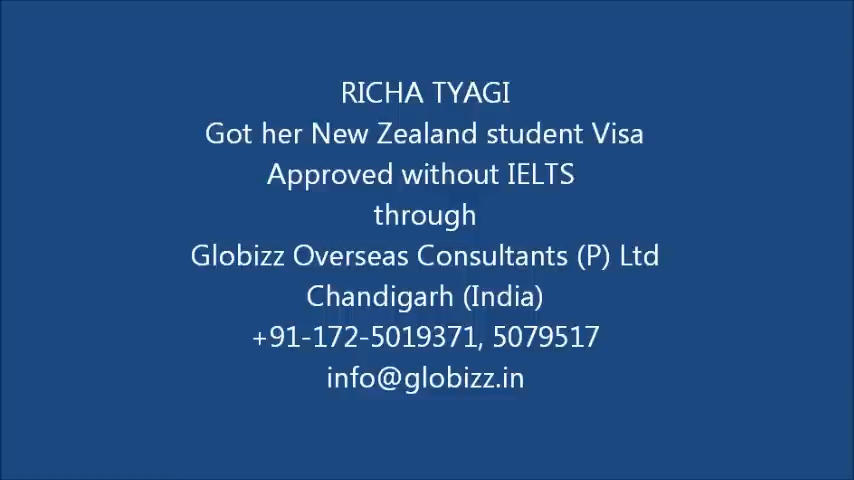 RICHA TYAGI
Got her New Zealand student Visa
Approved without IELTS
through
Globizz Overseas Consultants (P) Ltd
Chandigarh (India)
+91-172-5019371, 5079517
info@globizz.in